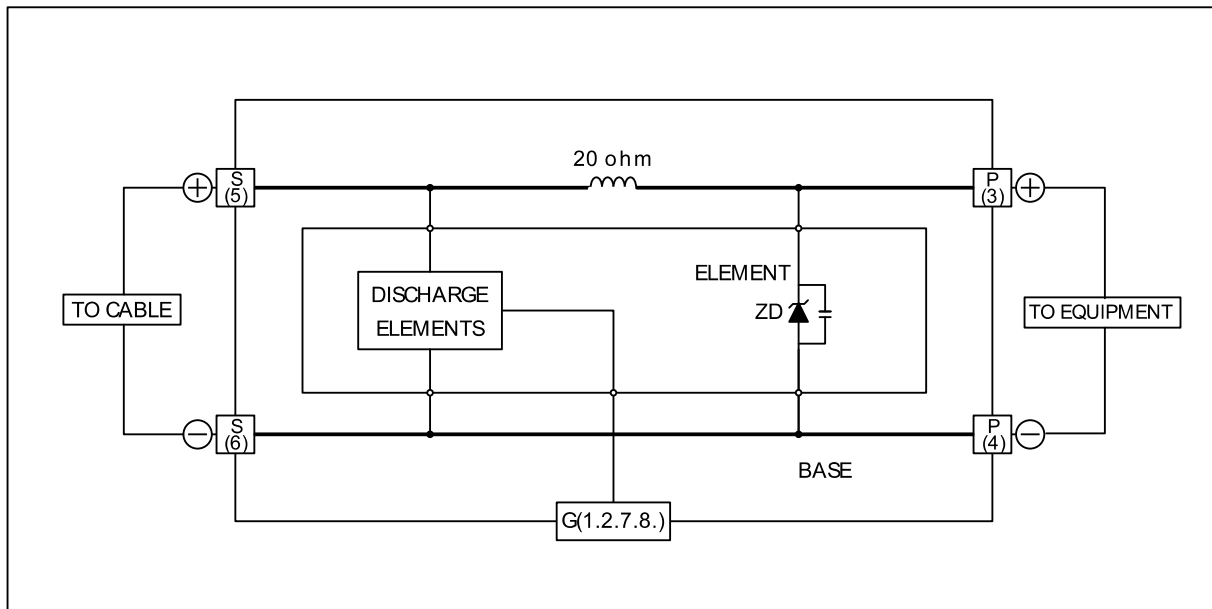 20 ohm
S
(5)
P
(3)
ELEMENT
DISCHARGE
ELEMENTS
ZD
TO CABLE
TO EQUIPMENT
S
(6)
P
(4)
BASE
G(1.2.7.8.)